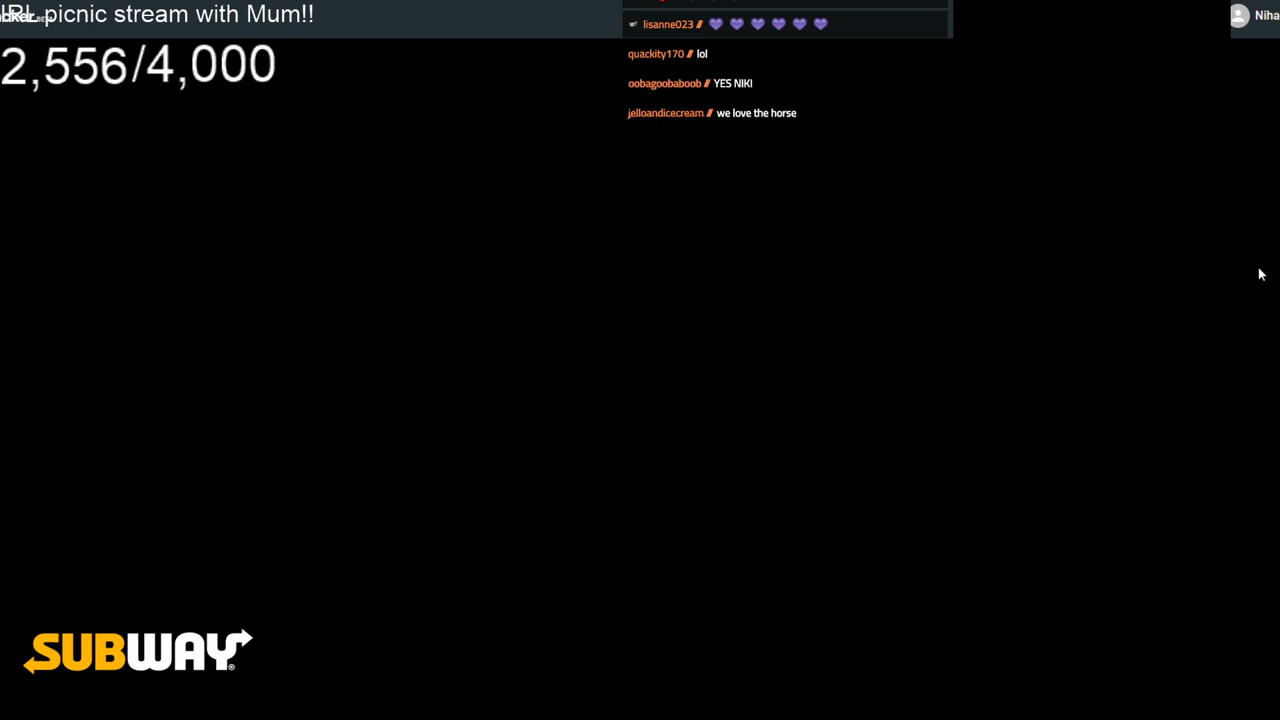 IRL picnic stream with Mum!!
2,556/4,000
lisanne023 // 💜 💜 💜 💜 💜 💜
quackity170 // lol
oobagoobaboob // YES NIKI
jelloandicecream // we love the horse
Niha
SUBWAY®